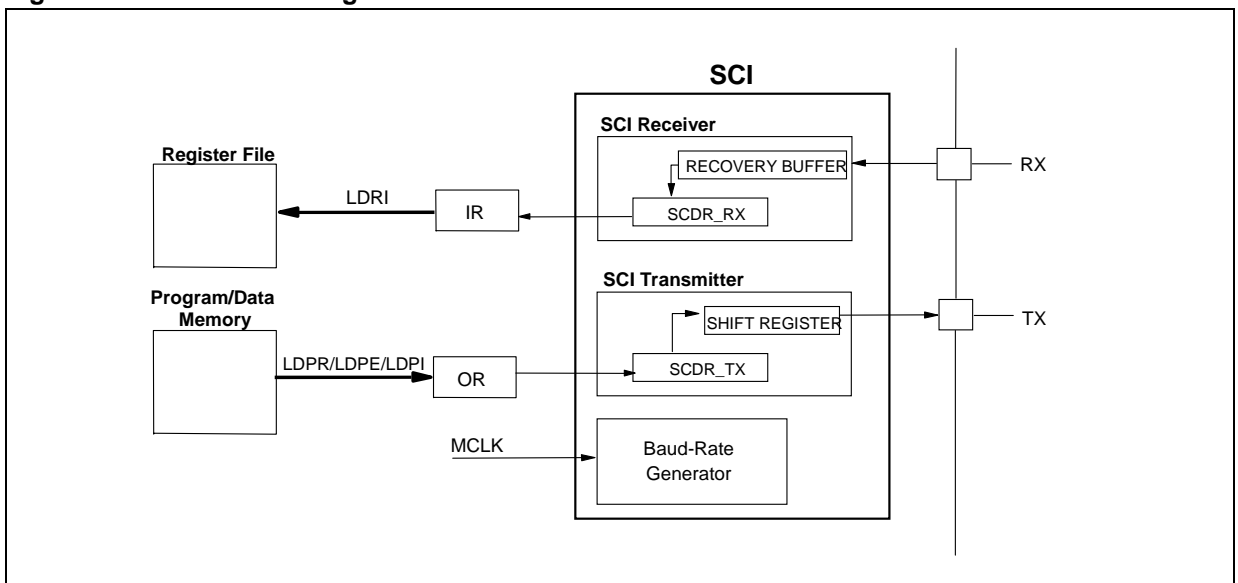 SCI
SCI Receiver
RECOVERY BUFFER
SCDR_RX
RX
Register File
LDRI
IR
SCI Transmitter
SHIFT REGISTER
SCDR_TX
TX
Program/Data
Memory
LDPR/LDPE/LDPI
OR
MCLK
Baud-Rate
Generator